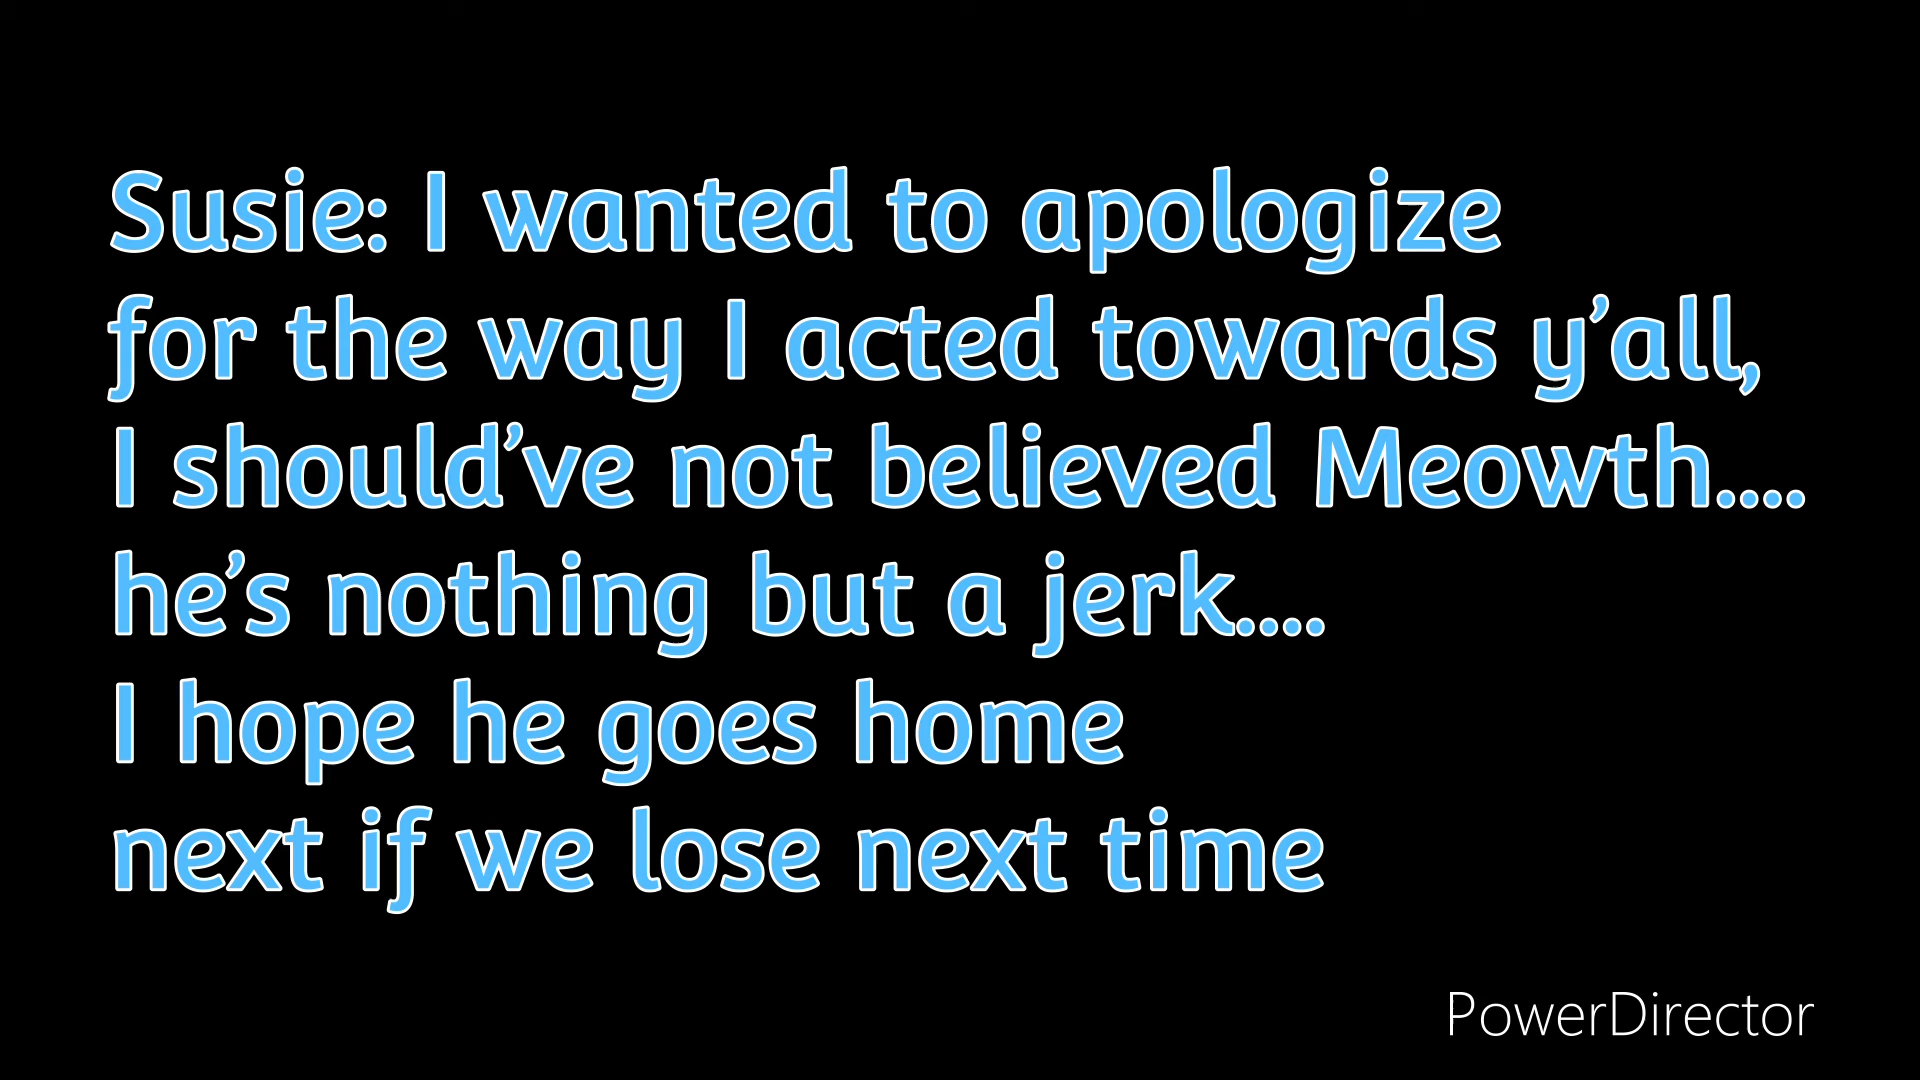 Susie: I wanted to apologize
for the way I acted towards y’all,
I should’ve not believed Meowth....
he’s nothing but a jerk....
I hope he goes home
next if we lose next time
PowerDirector